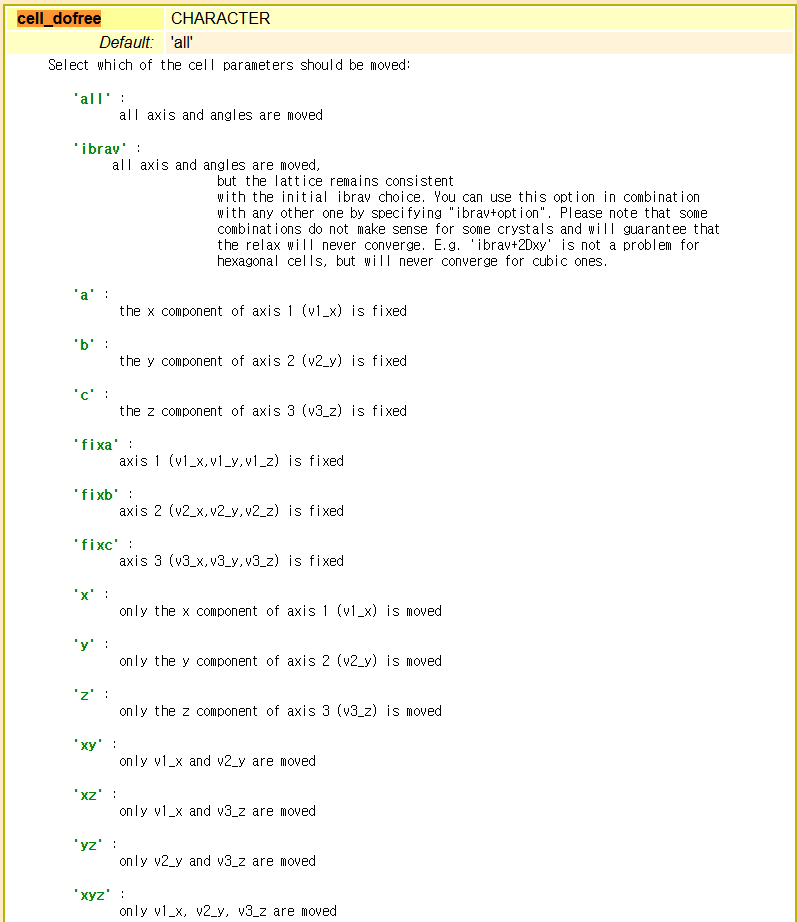 cell_dofree CHARACTER
Default: 'all'
Select which of the cell parameters should be moved:
'all' :
all axis and angles are moved
'ibrav' :
all axis and angles are moved,
but the lattice remains consistent
with the initial ibrav choice. You can use this option in combination
with any other one by specifying "ibrav+option". Please note that some
combinations do not make sense for some crystals and will guarantee that
the relax will never converge. E.g. 'ibrav+2Dxy' is not a problem for
hexagonal cells, but will never converge for cubic ones.
'a' :
the x component of axis 1 (v1_x) is fixed
'b' :
the y component of axis 2 (v2_y) is fixed
'c' :
the z component of axis 3 (v3_z) is fixed
'fixa' :
axis 1 (v1_x,v1_y,v1_z) is fixed
'fixb' :
axis 2 (v2_x,v2_y,v2_z) is fixed
'fixc' :
axis 3 (v3_x,v3_y,v3_z) is fixed
'x' :
only the x component of axis 1 (v1_x) is moved
'y' :
only the y component of axis 2 (v2_y) is moved
'z' :
only the z component of axis 3 (v3_z) is moved
'xy' :
only v1_x and v2_y are moved
'xz' :
only v1_x and v3_z are moved
'yz' :
only v2_y and v3_z are moved
'xyz' :
only v1_x, v2_y, v3_z are moved